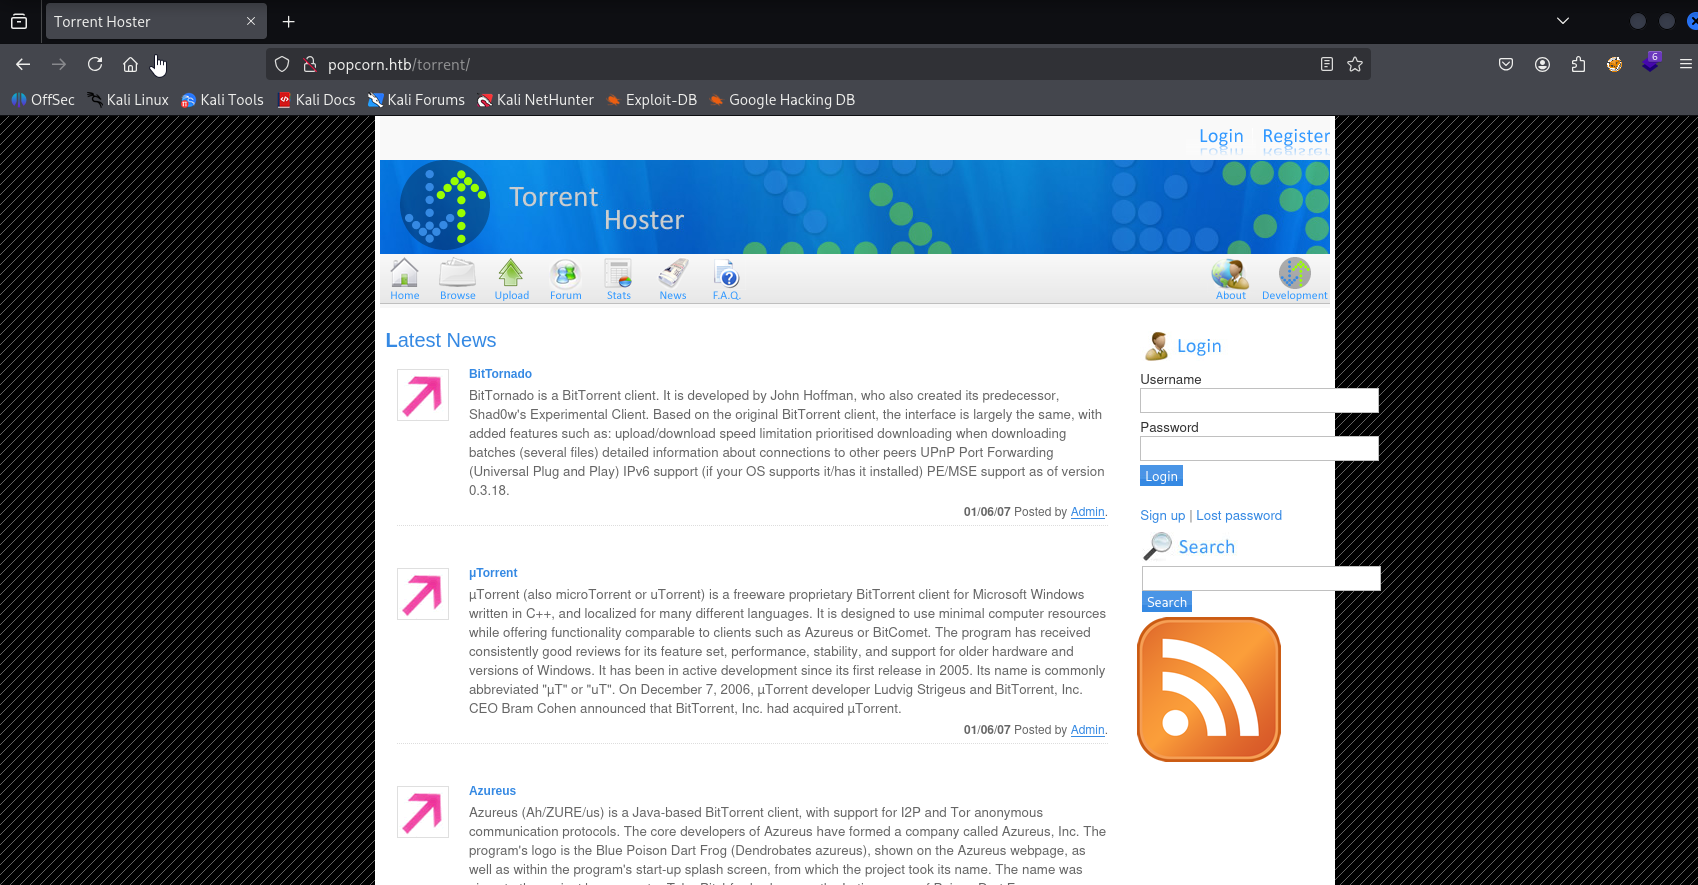 Torrent Hoster
popcorn.htb/torrent/
6
OffSec Kali Linux Kali Tools Kali Docs Kali Forums Kali NetHunter Exploit-DB Google Hacking DB
Login Register
Torrent
Hoster
Home Browse Upload Forum Stats News F.A.Q. About Development
Latest News
BitTornado
BitTornado is a BitTorrent client. It is developed by John Hoffman, who also created its predecessor,
Shad0w's Experimental Client. Based on the original BitTorrent client, the interface is largely the same, with
added features such as: upload/download speed limitation prioritised downloading when downloading
batches (several files) detailed information about connections to other peers UPnP Port Forwarding
(Universal Plug and Play) IPv6 support (if your OS supports it/has it installed) PE/MSE support as of version
0.3.18.
01/06/07 Posted by Admin.
µTorrent
µTorrent (also microTorrent or uTorrent) is a freeware proprietary BitTorrent client for Microsoft Windows
written in C++, and localized for many different languages. It is designed to use minimal computer resources
while offering functionality comparable to clients such as Azureus or BitComet. The program has received
consistently good reviews for its feature set, performance, stability, and support for older hardware and
versions of Windows. It has been in active development since its first release in 2005. Its name is commonly
abbreviated "µT" or "uT". On December 7, 2006, µTorrent developer Ludvig Strigeus and BitTorrent, Inc.
CEO Bram Cohen announced that BitTorrent, Inc. had acquired µTorrent.
01/06/07 Posted by Admin.
Azureus
Azureus (Ah/ZURE/us) is a Java-based BitTorrent client, with support for I2P and Tor anonymous
communication protocols. The core developers of Azureus have formed a company called Azureus, Inc. The
program's logo is the Blue Poison Dart Frog (Dendrobates azureus), shown on the Azureus webpage, as
well as within the program's start-up splash screen, from which the project took its name. The name was
Login
Username
Password
Login
Sign up | Lost password
Search
Search